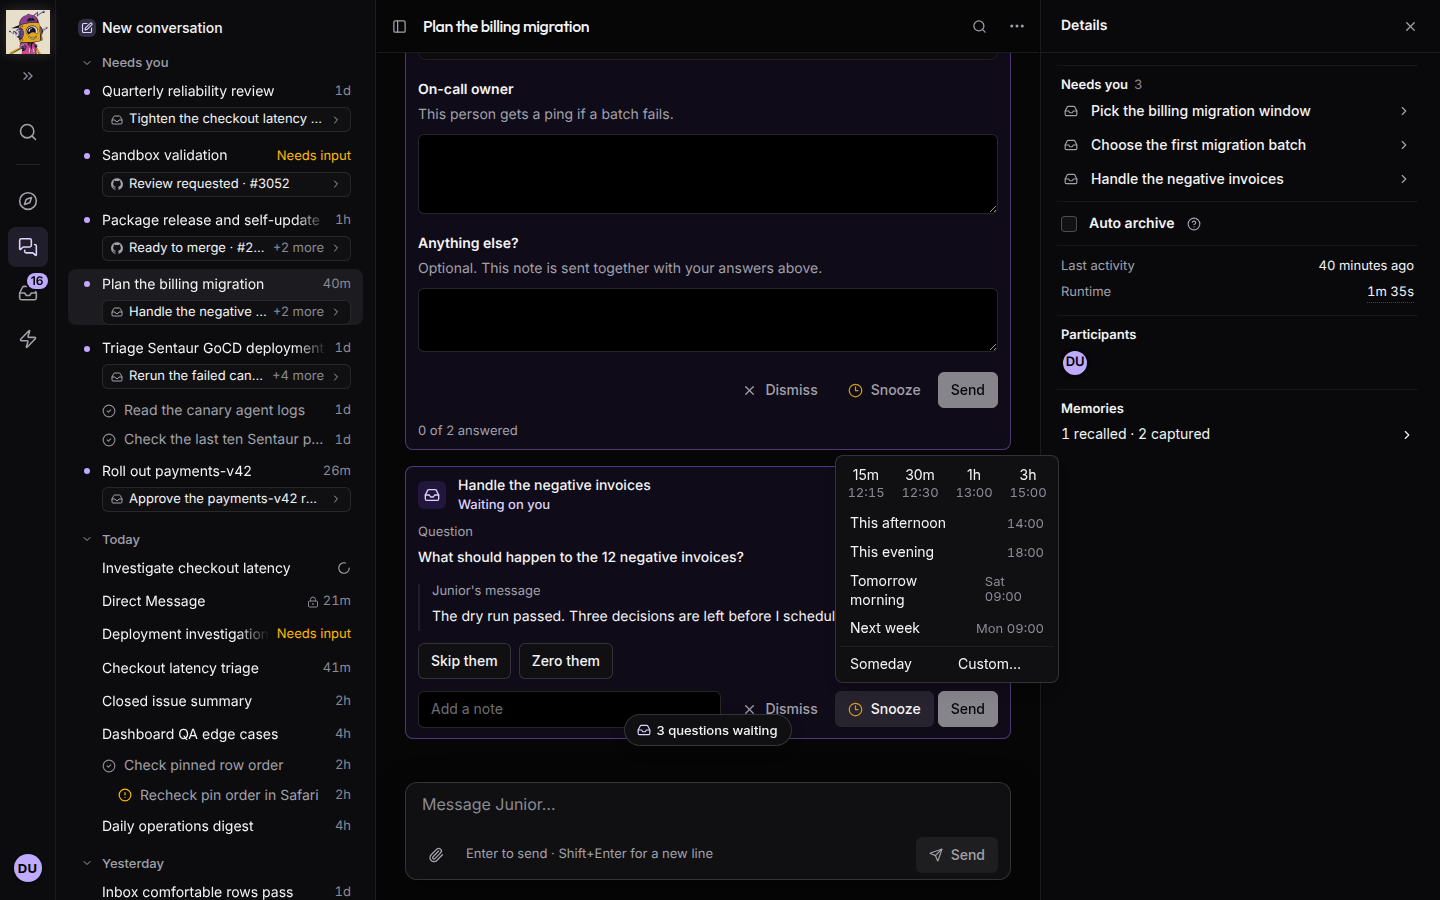 New conversation
Needs you
Quarterly reliability review 1d
Tighten the checkout latency ...
Sandbox validation Needs input
Review requested · #3052
Package release and self-update 1h
Ready to merge · #2... +2 more
Plan the billing migration 40m
Handle the negative ... +2 more
Triage Sentaur GoCD deployment 1d
Rerun the failed can... +4 more
Read the canary agent logs 1d
Check the last ten Sentaur p... 1d
Roll out payments-v42 26m
Approve the payments-v42 r...
Today
Investigate checkout latency
Direct Message 21m
Deployment investigation Needs input
Checkout latency triage 41m
Closed issue summary 2h
Dashboard QA edge cases 4h
Check pinned row order 2h
Recheck pin order in Safari 2h
Daily operations digest 4h
Yesterday
Inbox comfortable rows pass 1d
16
DU
Plan the billing migration
On-call owner
This person gets a ping if a batch fails.
Anything else?
Optional. This note is sent together with your answers above.
Dismiss Snooze Send
0 of 2 answered
Handle the negative invoices
Waiting on you
Question
What should happen to the 12 negative invoices?
Junior's message
The dry run passed. Three decisions are left before I schedul
Skip them Zero them
Add a note Dismiss Snooze Send
3 questions waiting
15m 30m 1h 3h
12:15 12:30 13:00 15:00
This afternoon 14:00
This evening 18:00
Tomorrow morning Sat 09:00
Next week Mon 09:00
Someday Custom...
Message Junior...
Enter to send · Shift+Enter for a new line Send
Details
Needs you 3
Pick the billing migration window
Choose the first migration batch
Handle the negative invoices
Auto archive
Last activity 40 minutes ago
Runtime 1m 35s
Participants
DU
Memories
1 recalled · 2 captured